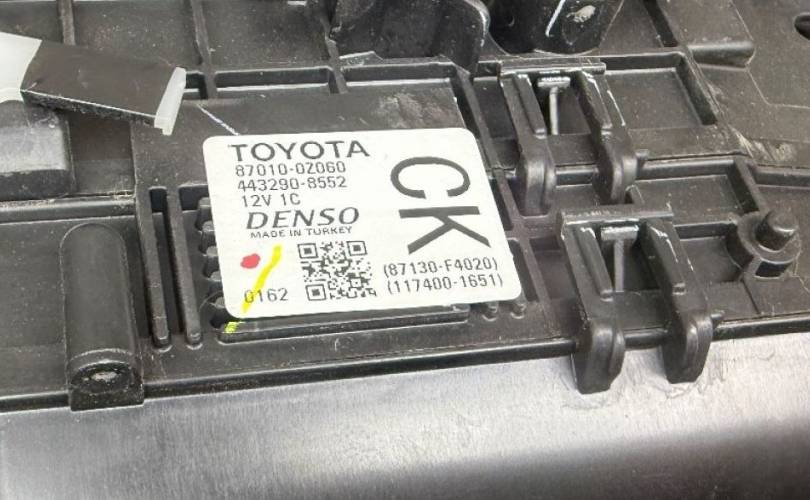 TOYOTA
87010-0Z060
443290-8552
12V 1C
DENSO
MADE IN TURKEY
0162
CK
(87130-F4020)
(117400-1651)